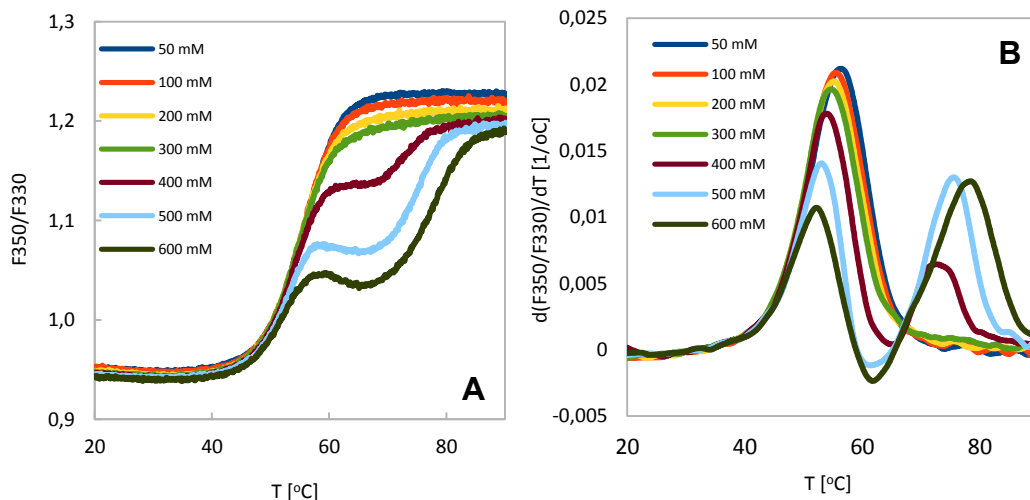 1,3
1,2
1,1
1,0
0,9
F350/F330
50 mM
100 mM
200 mM
300 mM
400 mM
500 mM
600 mM
A
20
40
60
80
T [ºC]
0,025
0,02
0,015
0,01
0,005
0
-0,005
d(F350/F330)/dT [1/oC]
50 mM
100 mM
200 mM
300 mM
400 mM
500 mM
600 mM
B
20
40
60
80
T [ºC]